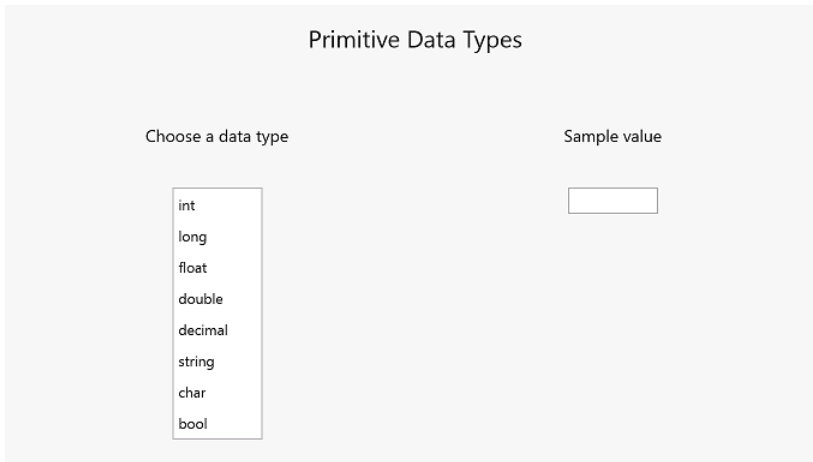 Primitive Data Types
Choose a data type
Sample value
int
long
float
double
decimal
string
char
bool